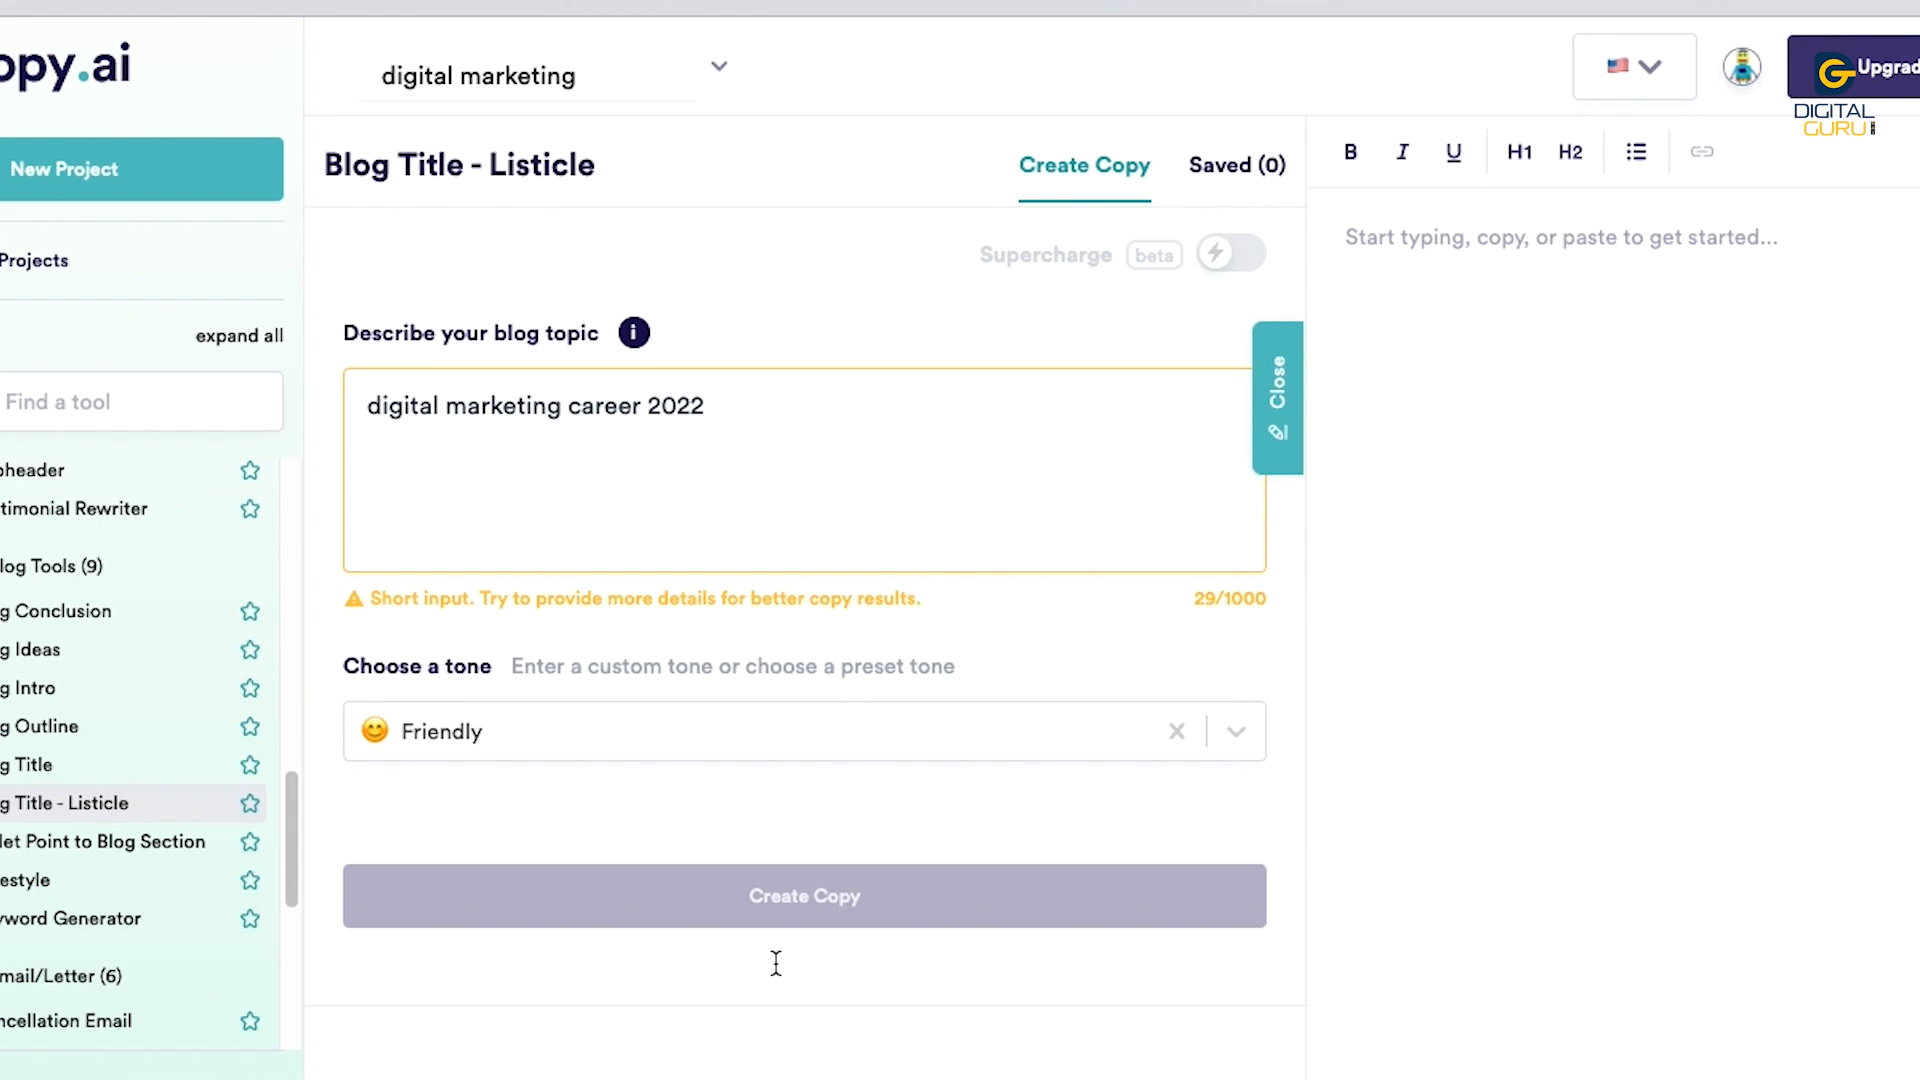 opy.ai
digital marketing
Upgrad
DIGITAL
GURU
New Project
Blog Title - Listicle
Create Copy
Saved (0)
B I U H1 H2
Projects
Supercharge beta
Start typing, copy, or paste to get started...
expand all
Describe your blog topic i
Find a tool
digital marketing career 2022
Close
oheader
timonial Rewriter
log Tools (9)
g Conclusion
g Ideas
g Intro
g Outline
g Title
g Title - Listicle
let Point to Blog Section
estyle
yword Generator
mail/Letter (6)
ncellation Email
Short input. Try to provide more details for better copy results.
29/1000
Choose a tone Enter a custom tone or choose a preset tone
Friendly
Create Copy